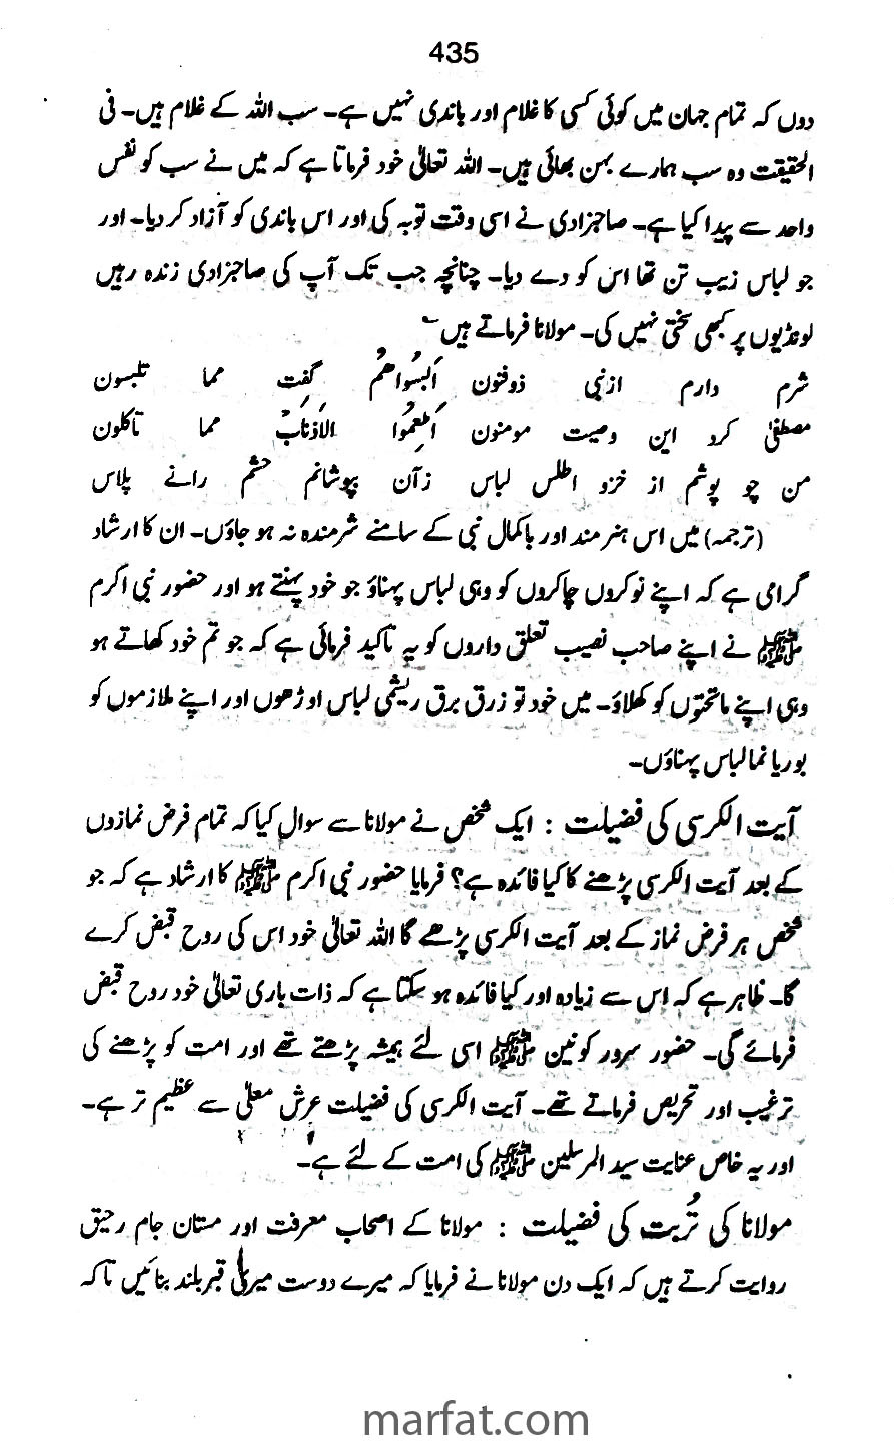 435
دوں کہ تمام جہان میں کوئی کسی کا غلام اور باندی نہیں ہے۔ سب اللہ کے غلام ہیں۔ فی
الحقیقت وہ سب ہمارے بہن بھائی ہیں۔ اللہ تعالیٰ خود فرماتا ہے کہ میں نے سب کو نفس
واحد سے پیدا کیا ہے۔ صاحبزادی نے اسی وقت توبہ کی اور اس باندی کو آزاد کر دیا۔ اور
جو لباس زیب تن تھا اس کو دے دیا۔ چنانچہ جب تک آپ کی صاحبزادی زندہ رہیں
لونڈیوں پر کبھی سختی نہیں کی۔ مولانا فرماتے ہیں
شرم دارم ازنبی ذوفنون اَلبِسُواھُم گفت مما تلبسون
مصطفیٰ کرد ایں وصیت مومنون اَطْعِمُوا الاَذنَابَ مما تاکلون
من چو پوشم از خزو اطلس لباس زآن پپوشانم حشم رانے پلاس
(ترجمہ) میں اس ہنر مند اور باکمال نبی کے سامنے شرمندہ نہ ہو جاؤں۔ ان کا ارشاد
گرامی ہے کہ اپنے نوکروں چاکروں کو وہی لباس پہناؤ جو خود پہنتے ہو اور حضور نبی اکرم
ﷺ نے اپنے صاحب نصیب تعلق داروں کو یہ تاکید فرمائی ہے کہ جو تم خود کھاتے ہو
وہی اپنے ماتحتوں کو کھلاؤ۔ میں خود تو زرق برق ریشمی لباس اوڑھوں اور اپنے ملازموں کو
بوریا نما لباس پہناؤں۔
آیت الکرسی کی فضیلت : ایک شخص نے مولانا سے سوال کیا کہ تمام فرض نمازوں
کے بعد آیت الکرسی پڑھنے کا کیا فائدہ ہے؟ فرمایا حضور نبی اکرم ﷺ کا ارشاد ہے کہ جو
شخص ہر فرض نماز کے بعد آیت الکرسی پڑھے گا اللہ تعالیٰ خود اس کی روح قبض کرے
گا۔ ظاہر ہے کہ اس سے زیادہ اور کیا فائدہ ہو سکتا ہے کہ ذات باری تعالیٰ خود روح قبض
فرمائے گی۔ حضور سرور کونین ﷺ اسی لئے ہمیشہ پڑھتے تھے اور امت کو پڑھنے کی
ترغیب اور تحریص فرماتے تھے۔ آیت الکرسی کی فضیلت عرش معلیٰ سے عظیم تر ہے۔
اور یہ خاص عنایت سید المرسلین ﷺ کی امت کے لئے ہے۔
مولانا کی تُربت کی فضیلت : مولانا کے اصحاب معرفت اور مستان جام رحیق
روایت کرتے ہیں کہ ایک دن مولانا نے فرمایا کہ میرے دوست میری قبر بلند بنائیں تاکہ
marfat.com